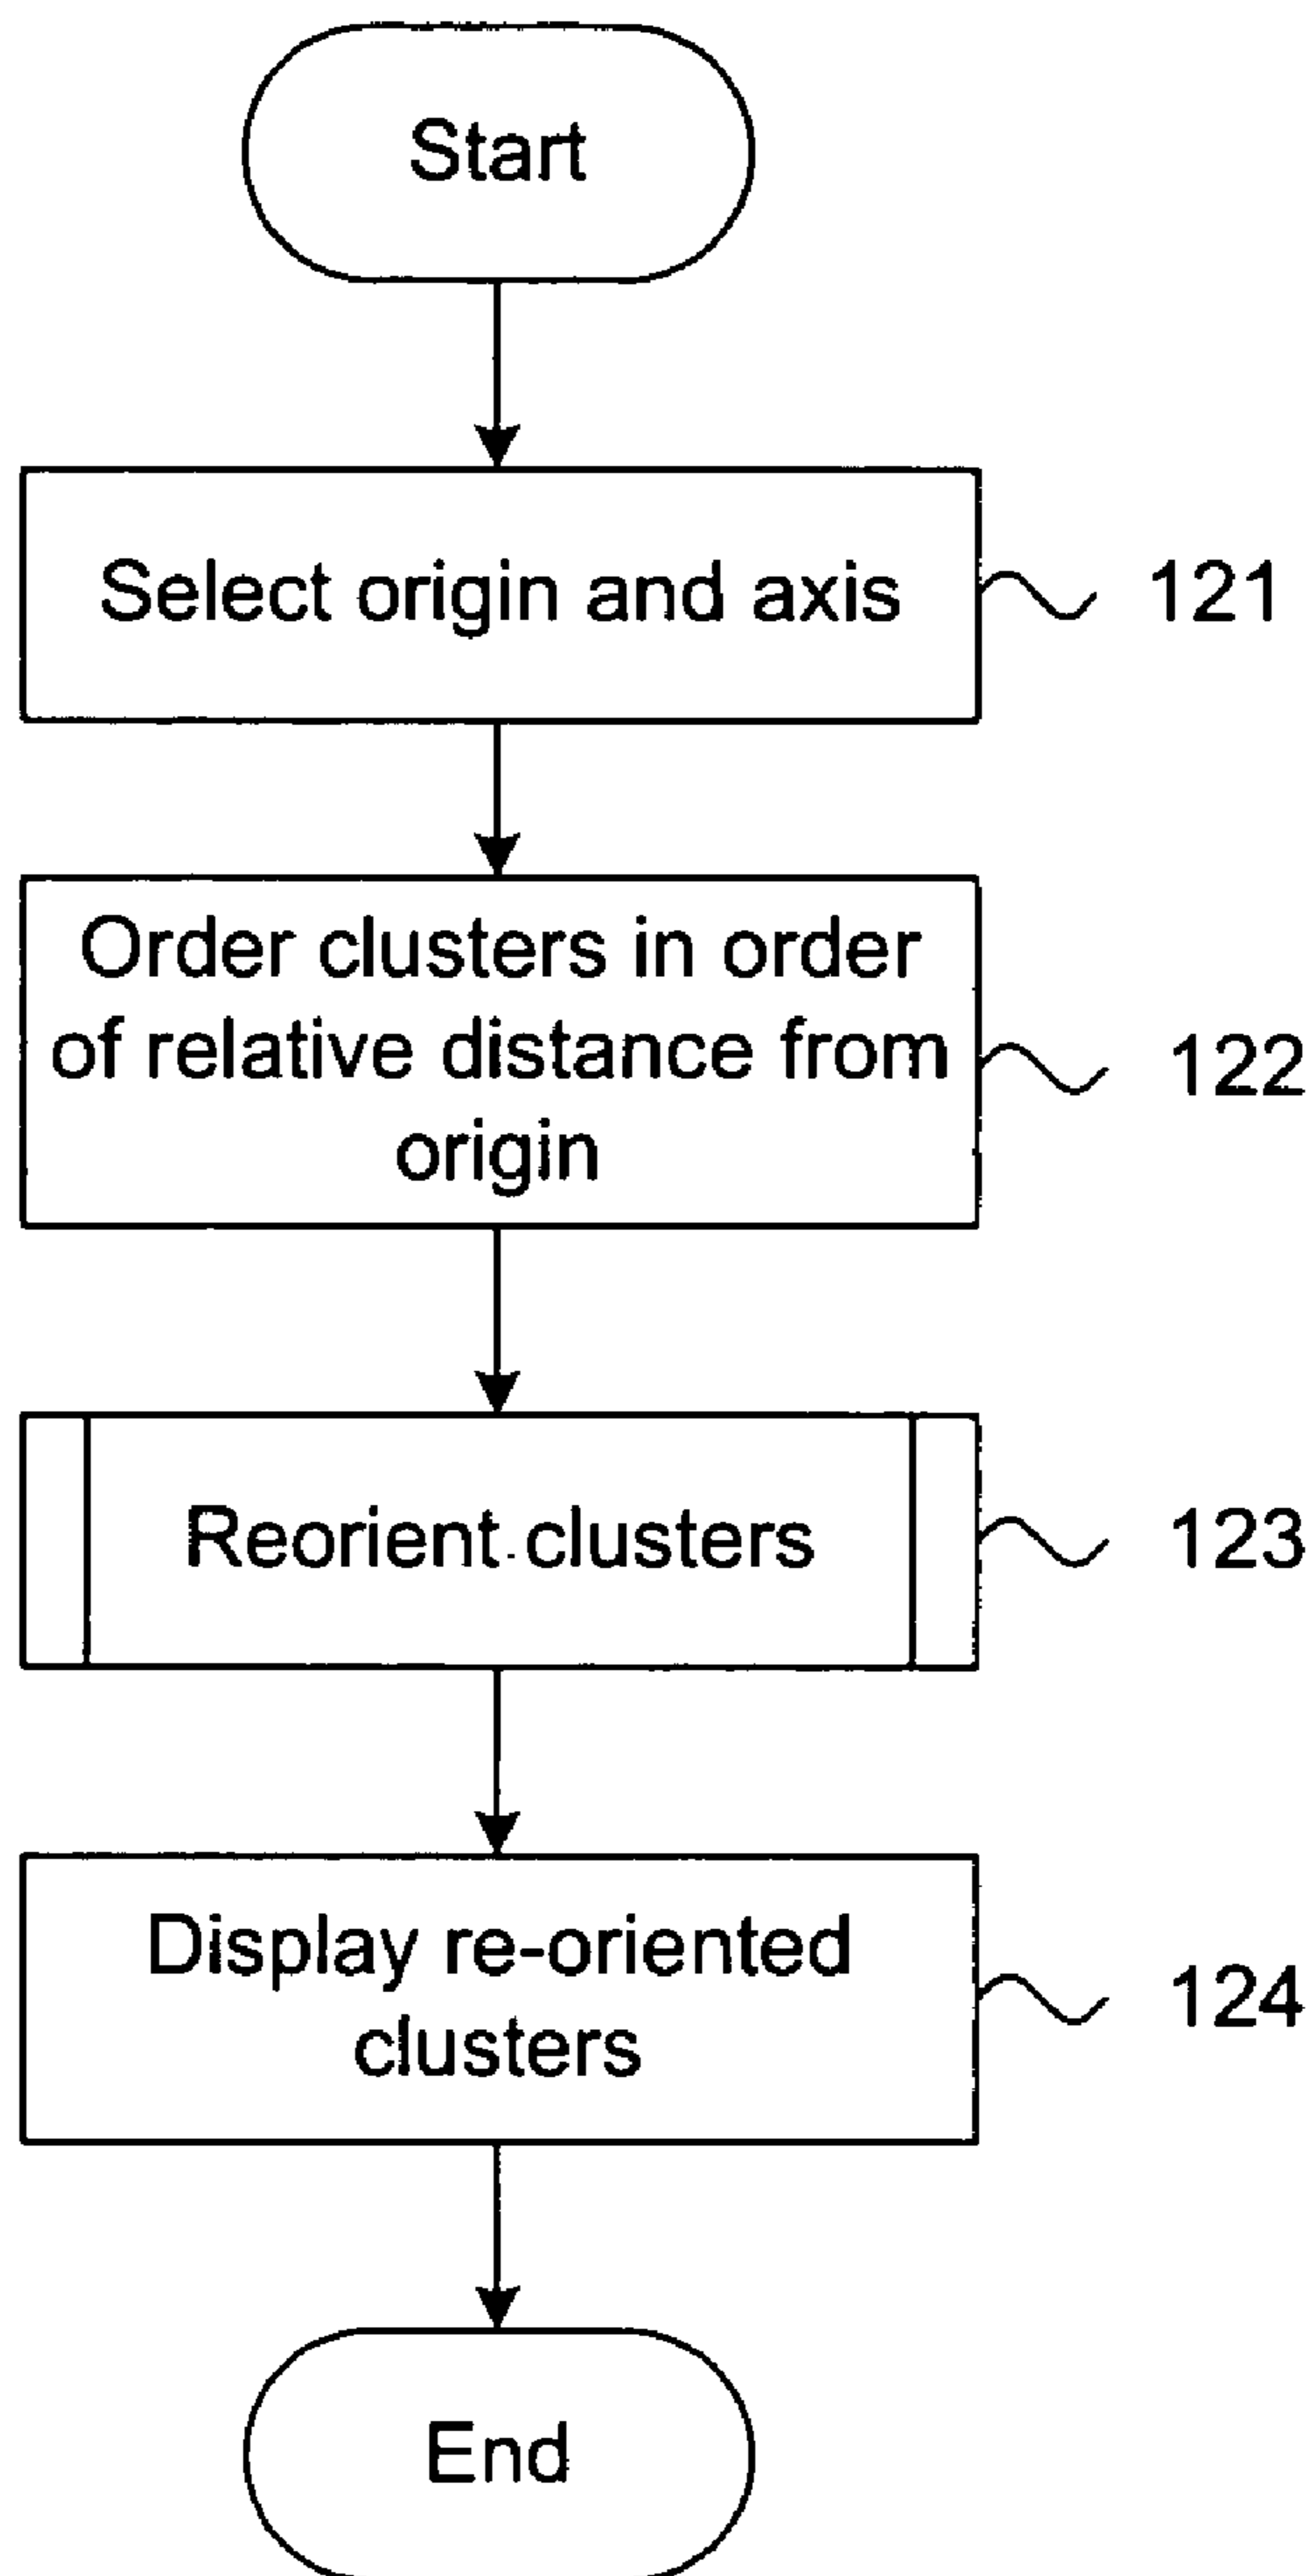 Start
Select origin and axis
121
Order clusters in order
of relative distance from
origin
122
Reorient clusters
123
Display re-oriented
clusters
124
End